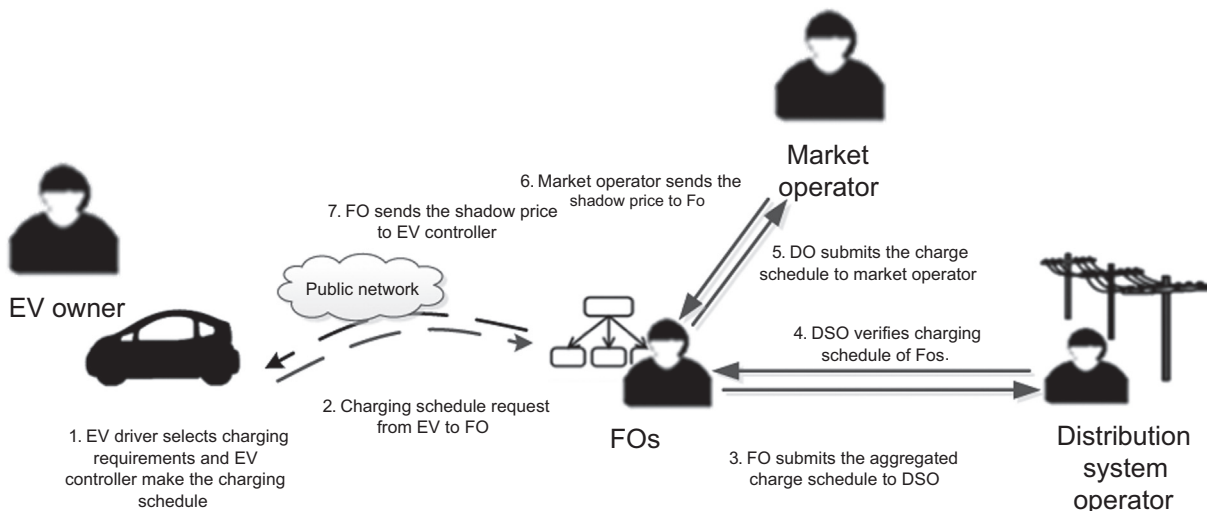 Market
operator
6. Market operator sends the
shadow price to Fo
7. FO sends the shadow price
to EV controller
5. DO submits the charge
schedule to market operator
Public network
EV owner
4. DSO verifies charging
schedule of Fos.
2. Charging schedule request
from EV to FO
FOs
1. EV driver selects charging
requirements and EV
controller make the charging
schedule
3. FO submits the aggregated
charge schedule to DSO
Distribution
system
operator